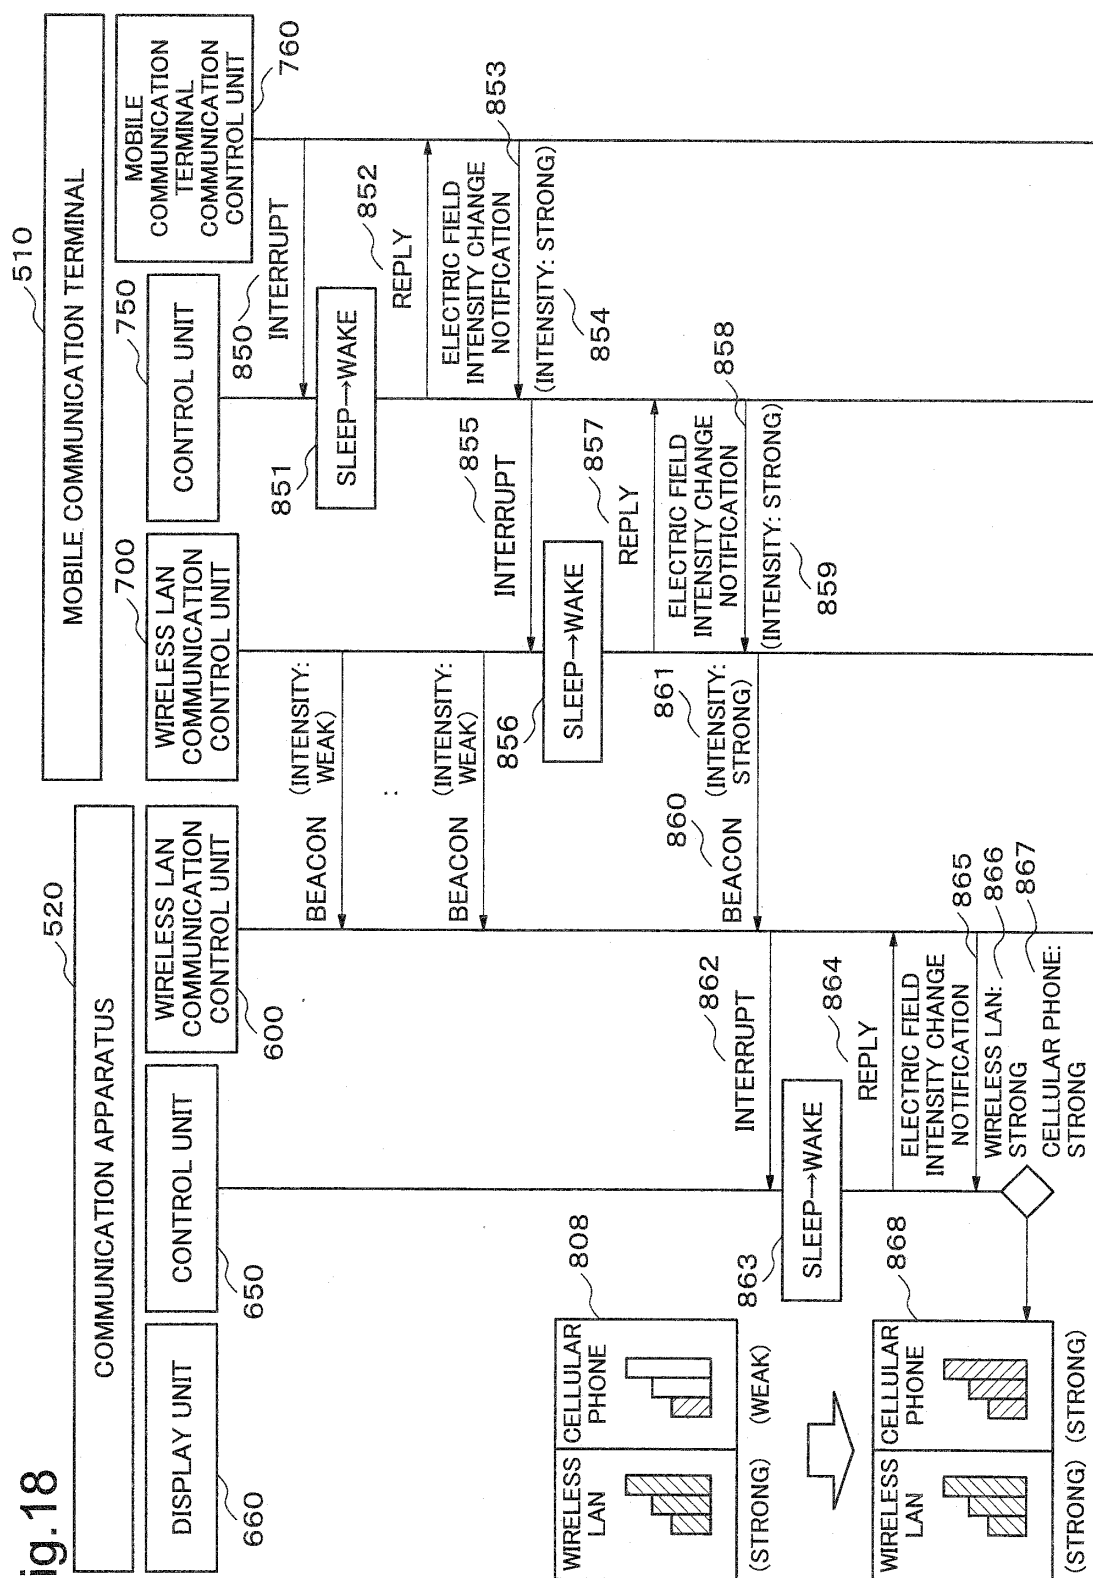 ig.18
COMMUNICATION APPARATUS
520
MOBILE COMMUNICATION TERMINAL
510
DISPLAY UNIT
660
CONTROL UNIT
650
WIRELESS LAN
COMMUNICATION
CONTROL UNIT
600
WIRELESS LAN
COMMUNICATION
CONTROL UNIT
700
CONTROL UNIT
750
MOBILE
COMMUNICATION
TERMINAL
COMMUNICATION
CONTROL UNIT
760
INTERRUPT
850
SLEEP→WAKE
851
REPLY
852
ELECTRIC FIELD
INTENSITY CHANGE
NOTIFICATION
853
(INTENSITY: STRONG)
854
BEACON
(INTENSITY:
WEAK)
:
BEACON
(INTENSITY:
WEAK)
INTERRUPT
855
SLEEP→WAKE
856
REPLY
857
ELECTRIC FIELD
INTENSITY CHANGE
NOTIFICATION
858
(INTENSITY: STRONG)
859
BEACON
860
(INTENSITY:
STRONG)
861
INTERRUPT
862
SLEEP→WAKE
863
REPLY
864
ELECTRIC FIELD
INTENSITY CHANGE
NOTIFICATION
865
WIRELESS LAN:
STRONG
866
CELLULAR PHONE:
STRONG
867
WIRELESS
LAN
CELLULAR
PHONE
808
(STRONG)
(WEAK)
WIRELESS
LAN
CELLULAR
PHONE
868
(STRONG)
(STRONG)